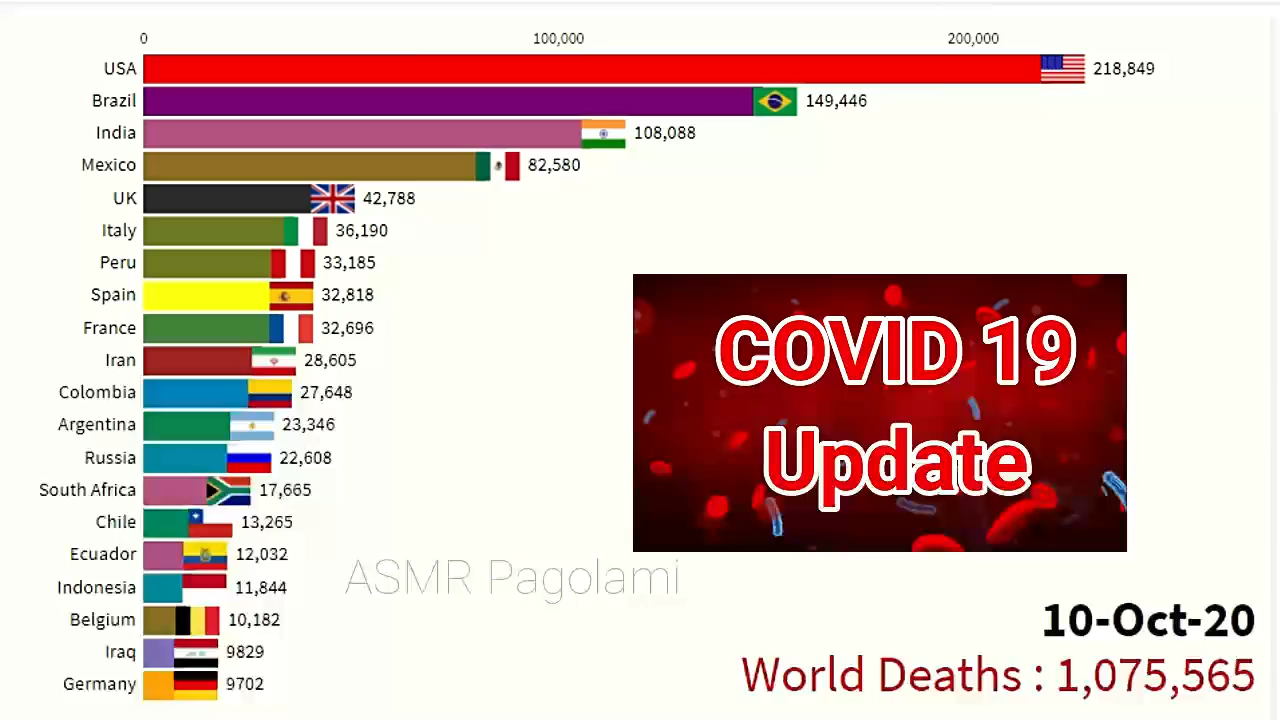 0 100,000 200,000
USA 218,849
Brazil 149,446
India 108,088
Mexico 82,580
UK 42,788
Italy 36,190
Peru 33,185
Spain 32,818
France 32,696
Iran 28,605
Colombia 27,648
Argentina 23,346
Russia 22,608
South Africa 17,665
Chile 13,265
Ecuador 12,032
Indonesia 11,844
Belgium 10,182
Iraq 9829
Germany 9702
COVID 19
Update
ASMR Pagolami
10-Oct-20
World Deaths : 1,075,565